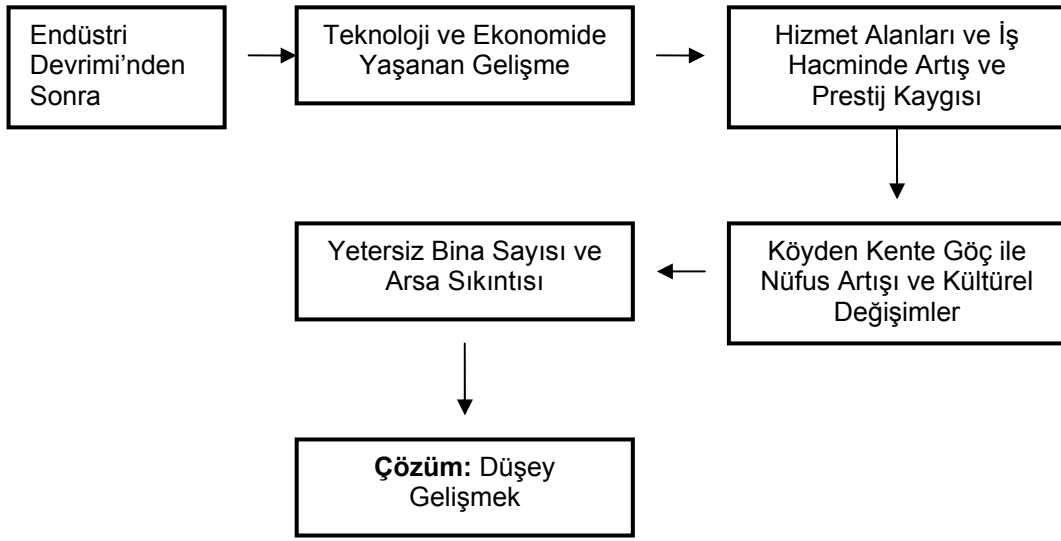 Endüstri
Devrimi’nden
Sonra
Teknoloji ve Ekonomide
Yaşanan Gelişme
Hizmet Alanları ve İş
Hacminde Artış ve
Prestij Kaygısı
Köyden Kente Göç ile
Nüfus Artışı ve Kültürel
Değişimler
Yetersiz Bina Sayısı ve
Arsa Sıkıntısı
Çözüm: Düşey
Gelişmek